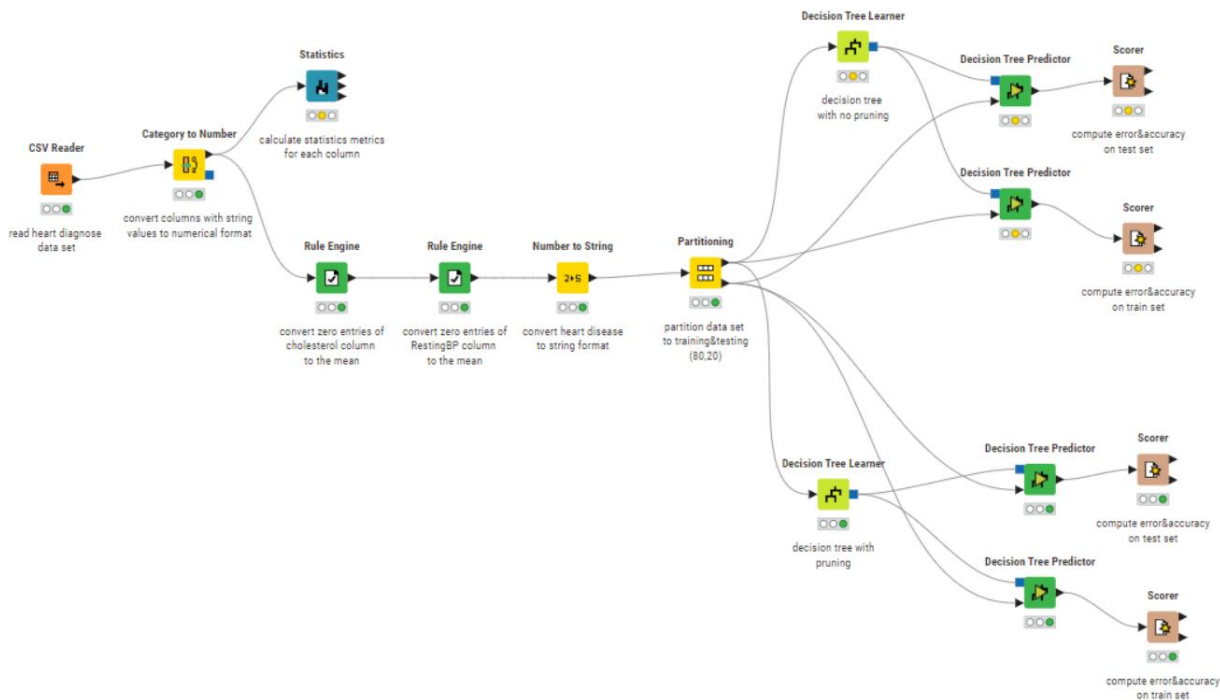 Decision Tree Learner
decision tree
with no pruning
Statistics
calculate statistics metrics
for each column
Decision Tree Predictor
Scorer
compute error&accuracy
on test set
Category to Number
convert columns with string
values to numerical format
CSV Reader
read heart diagnose
data set
Decision Tree Predictor
Scorer
compute error&accuracy
on train set
Rule Engine
convert zero entries of
cholesterol column
to the mean
Rule Engine
convert zero entries of
RestingBP column
to the mean
Number to String
2▸S
convert heart disease
to string format
Partitioning
partition data set
to training&testing
(80,20)
Decision Tree Learner
decision tree with
pruning
Decision Tree Predictor
Scorer
compute error&accuracy
on test set
Decision Tree Predictor
Scorer
compute error&accuracy
on train set